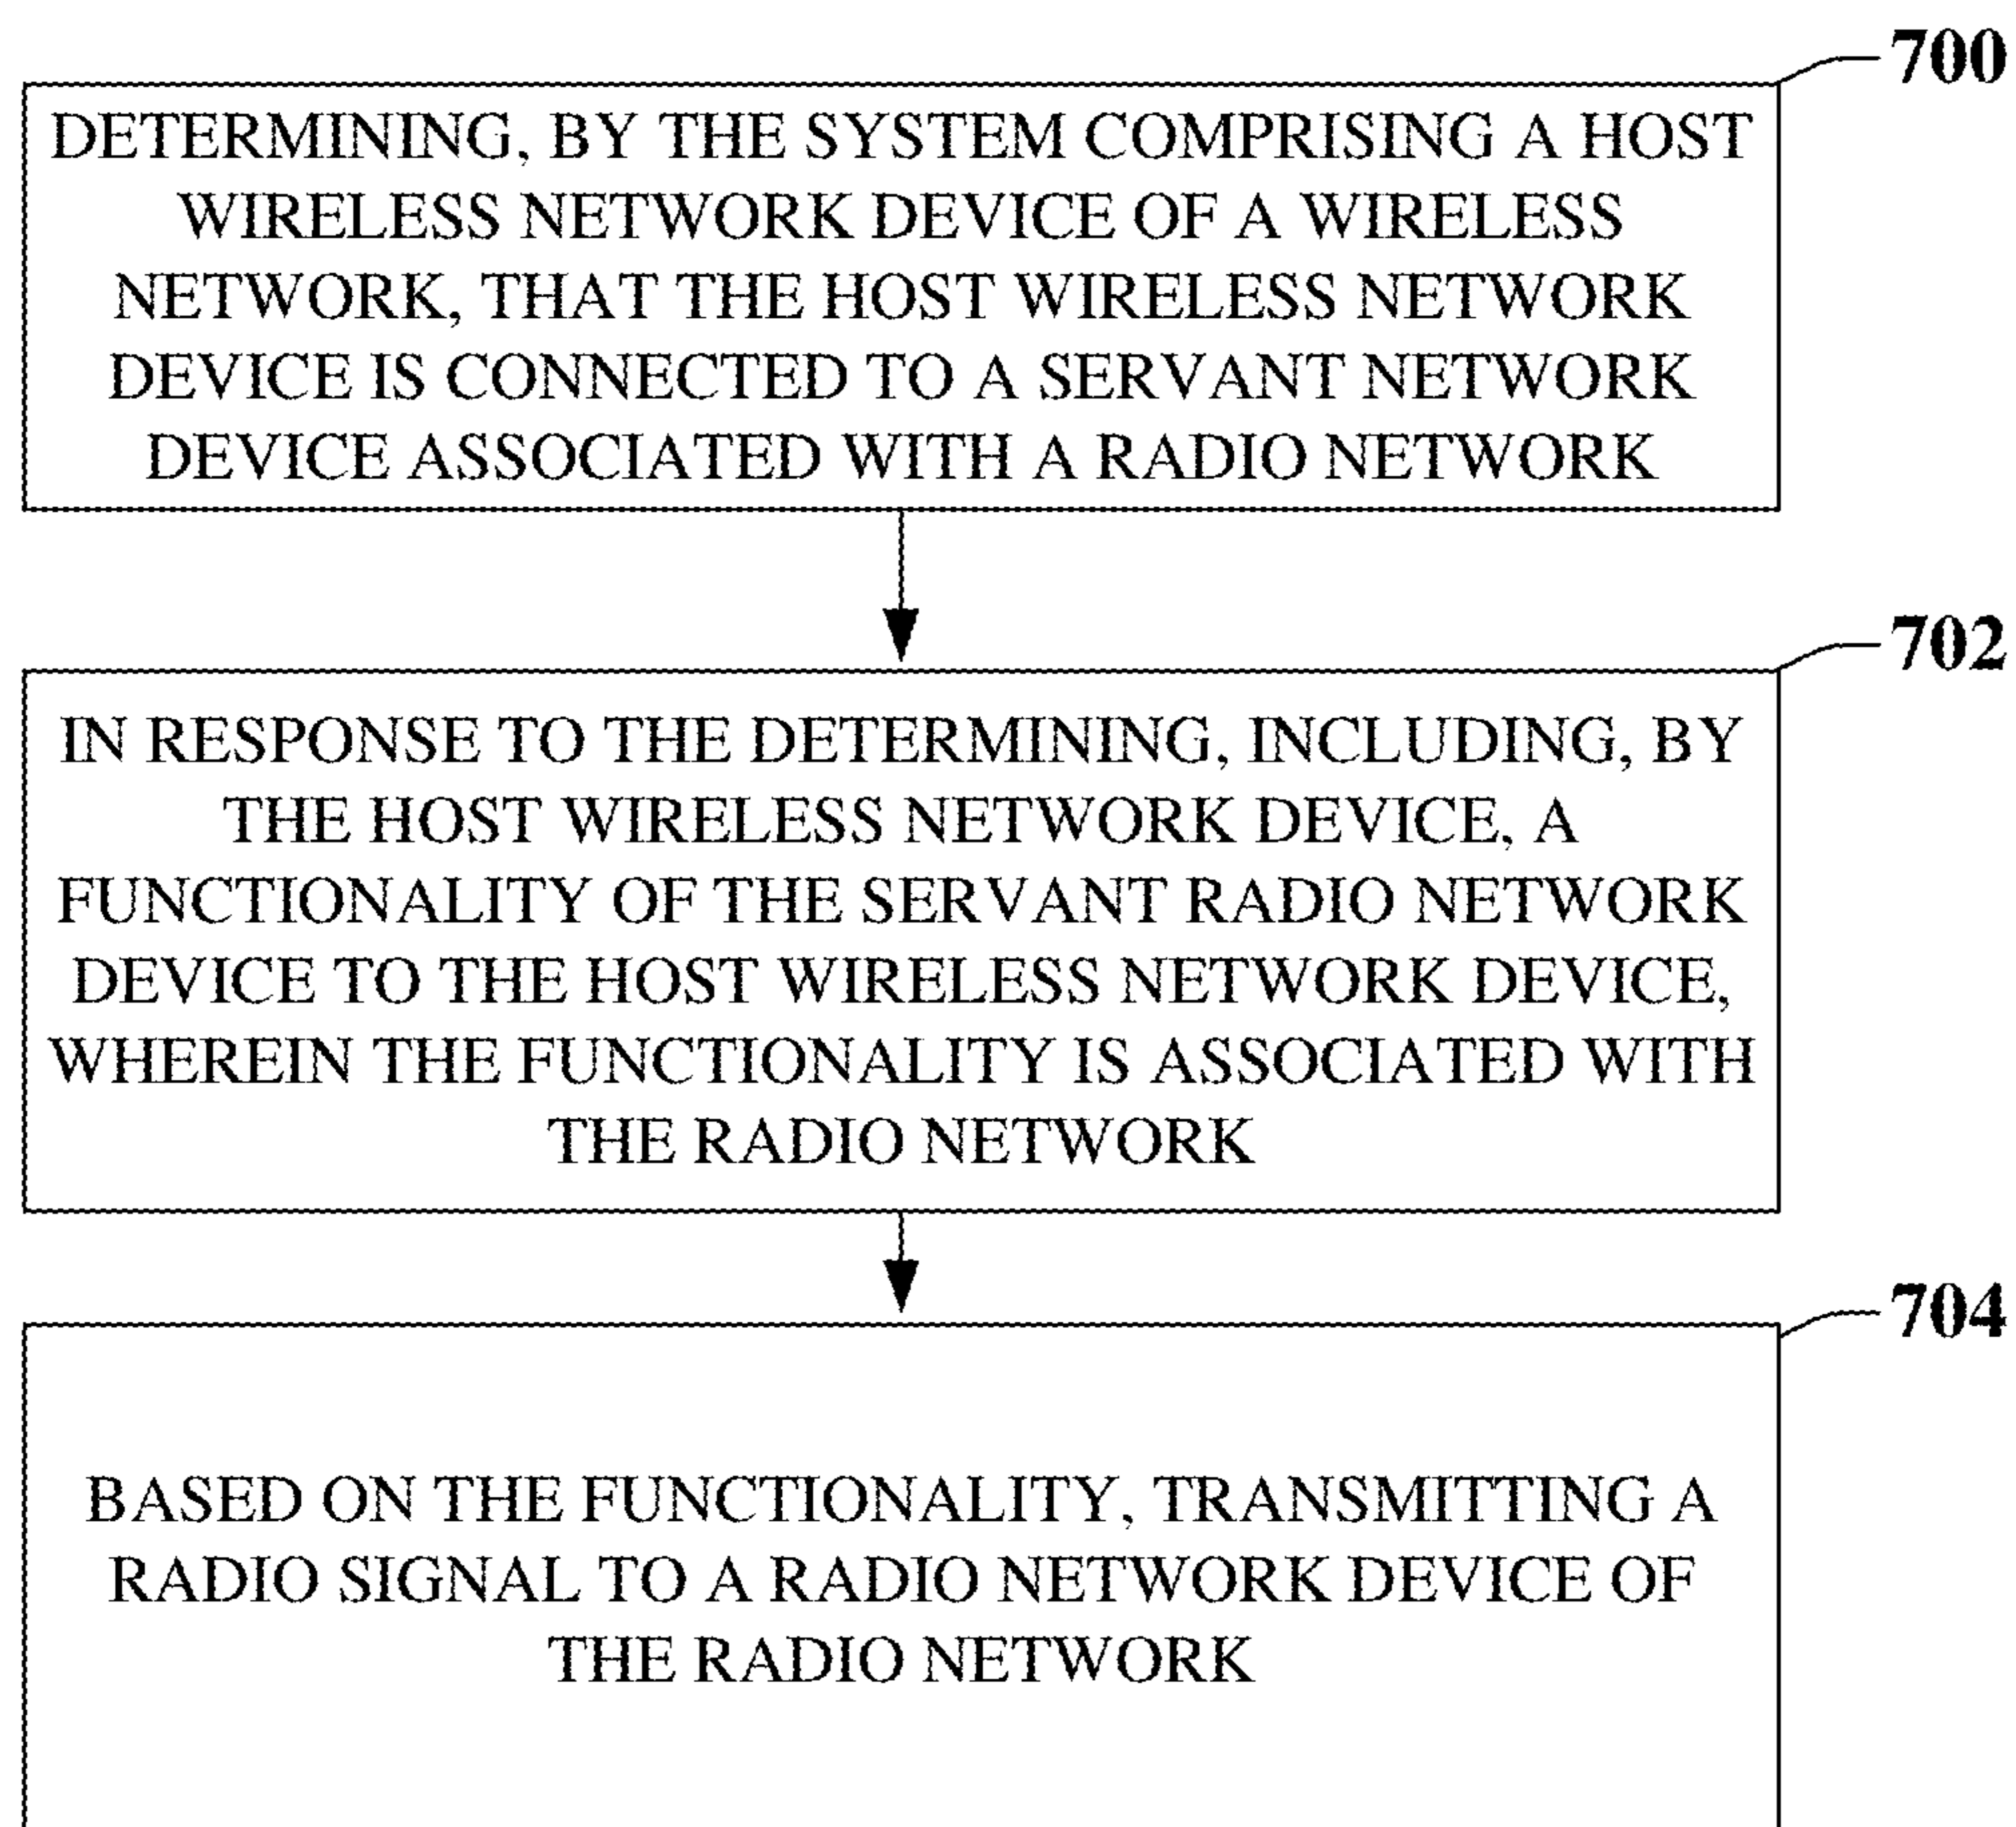 700
DETERMINING, BY THE SYSTEM COMPRISING A HOST
WIRELESS NETWORK DEVICE OF A WIRELESS
NETWORK, THAT THE HOST WIRELESS NETWORK
DEVICE IS CONNECTED TO A SERVANT NETWORK
DEVICE ASSOCIATED WITH A RADIO NETWORK
702
IN RESPONSE TO THE DETERMINING, INCLUDING, BY
THE HOST WIRELESS NETWORK DEVICE, A
FUNCTIONALITY OF THE SERVANT RADIO NETWORK
DEVICE TO THE HOST WIRELESS NETWORK DEVICE,
WHEREIN THE FUNCTIONALITY IS ASSOCIATED WITH
THE RADIO NETWORK
704
BASED ON THE FUNCTIONALITY, TRANSMITTING A
RADIO SIGNAL TO A RADIO NETWORK DEVICE OF
THE RADIO NETWORK